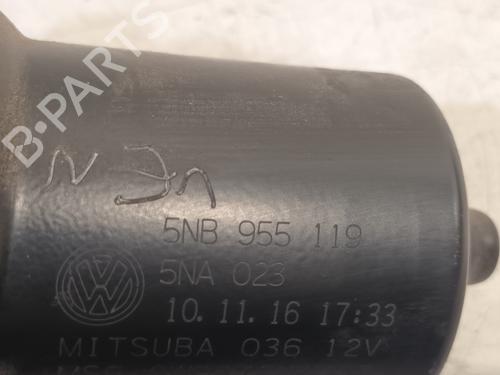 B-PARTS
5NB 955 119
5NA 023
10.11.16 17:33
MITSUBA 036 12V